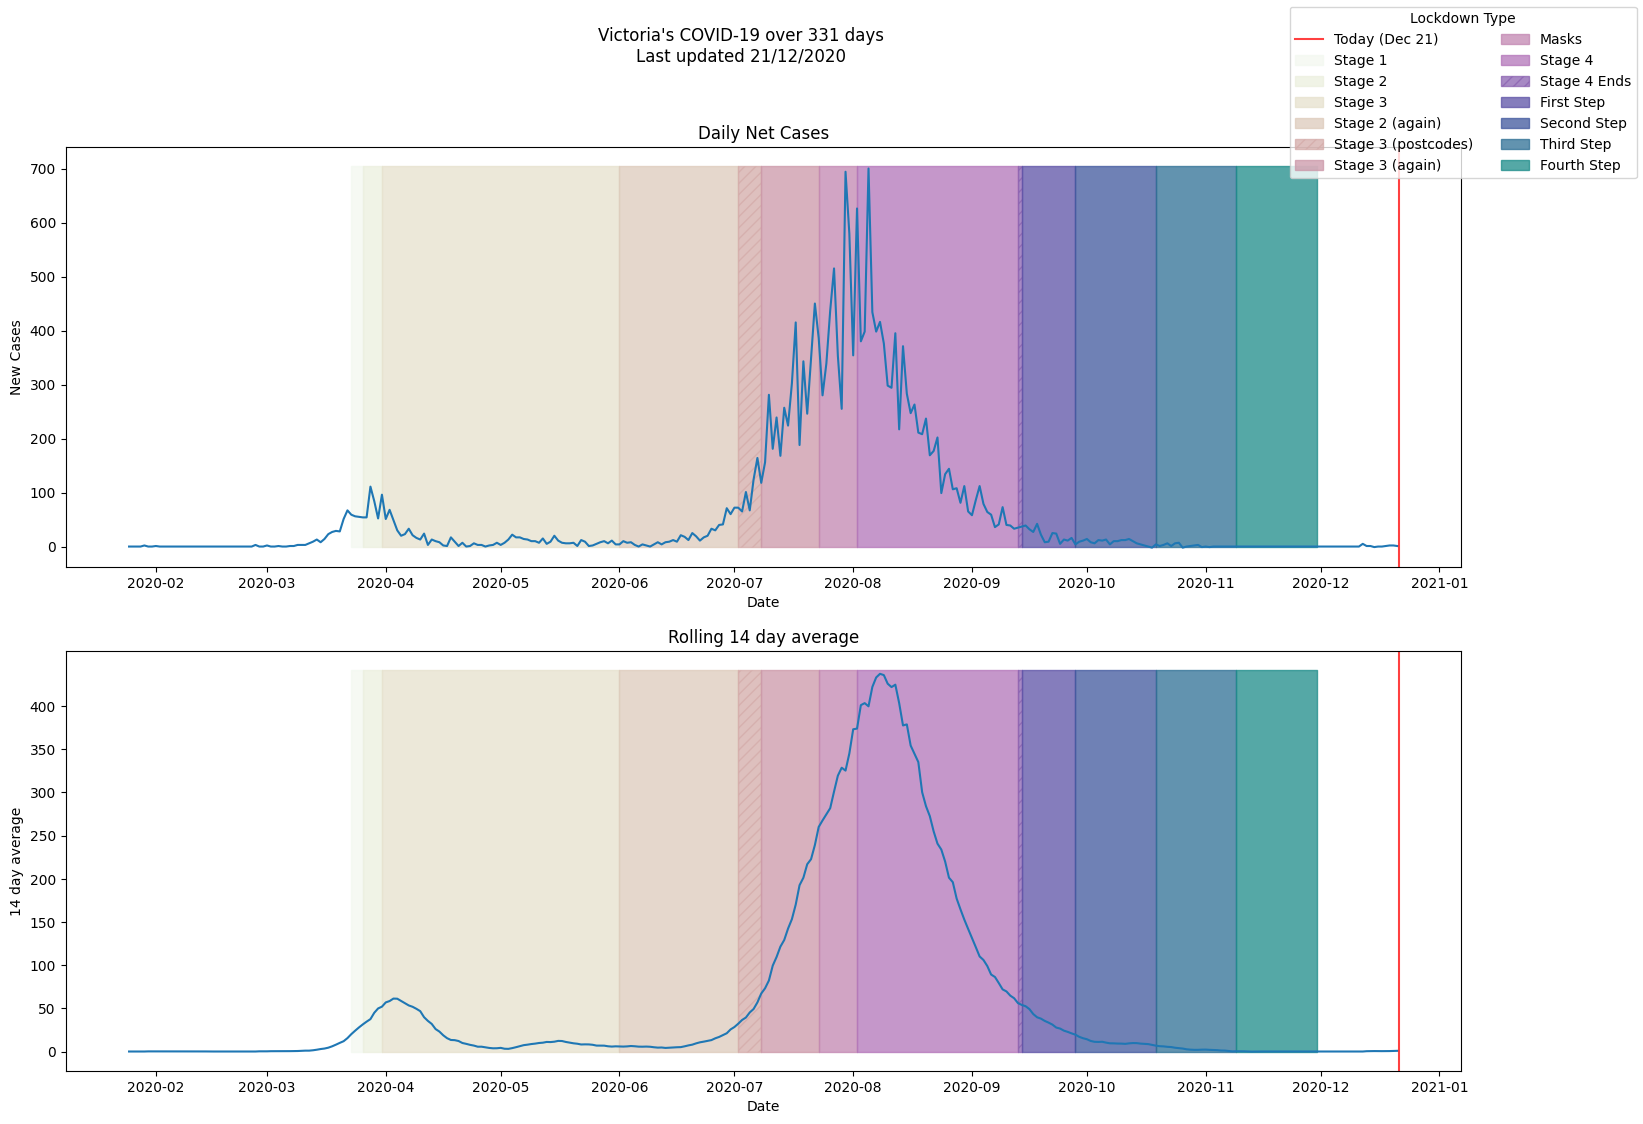 Victoria's COVID-19 over 331 days
Last updated 21/12/2020
Lockdown Type
Today (Dec 21)
Stage 1
Stage 2
Stage 3
Stage 2 (again)
Stage 3 (postcodes)
Stage 3 (again)
Masks
Stage 4
Stage 4 Ends
First Step
Second Step
Third Step
Fourth Step
Daily Net Cases
New Cases
700
600
500
400
300
200
100
0
2020-02 2020-03 2020-04 2020-05 2020-06 2020-07 2020-08 2020-09 2020-10 2020-11 2020-12 2021-01
Date
Rolling 14 day average
14 day average
400
350
300
250
200
150
100
50
0
2020-02 2020-03 2020-04 2020-05 2020-06 2020-07 2020-08 2020-09 2020-10 2020-11 2020-12 2021-01
Date